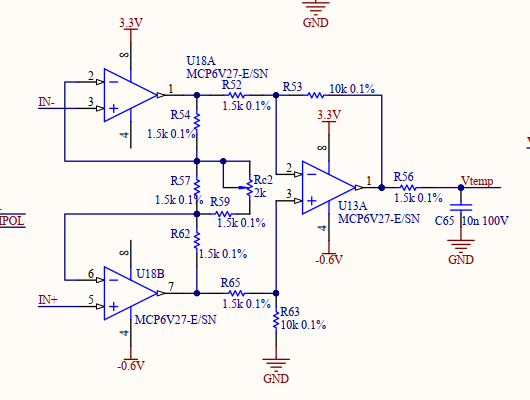 GND
3.3V
8
U18A
MCP6V27-E/SN
2
1
R52
R53
10k 0.1%
IN-
3
R54
1.5k 0.1%
3.3V
4
1.5k 0.1%
8
2
R57
Rc2
2k
1
R56
Vtemp
3
1.5k 0.1%
R59
U13A
1.5k 0.1%
IPOL
1.5k 0.1%
MCP6V27-E/SN
C65
10n 100V
4
R62
8
1.5k 0.1%
-0.6V
GND
6
U18B
7
R65
IN+
5
1.5k 0.1%
R63
MCP6V27-E/SN
10k 0.1%
4
-0.6V
GND